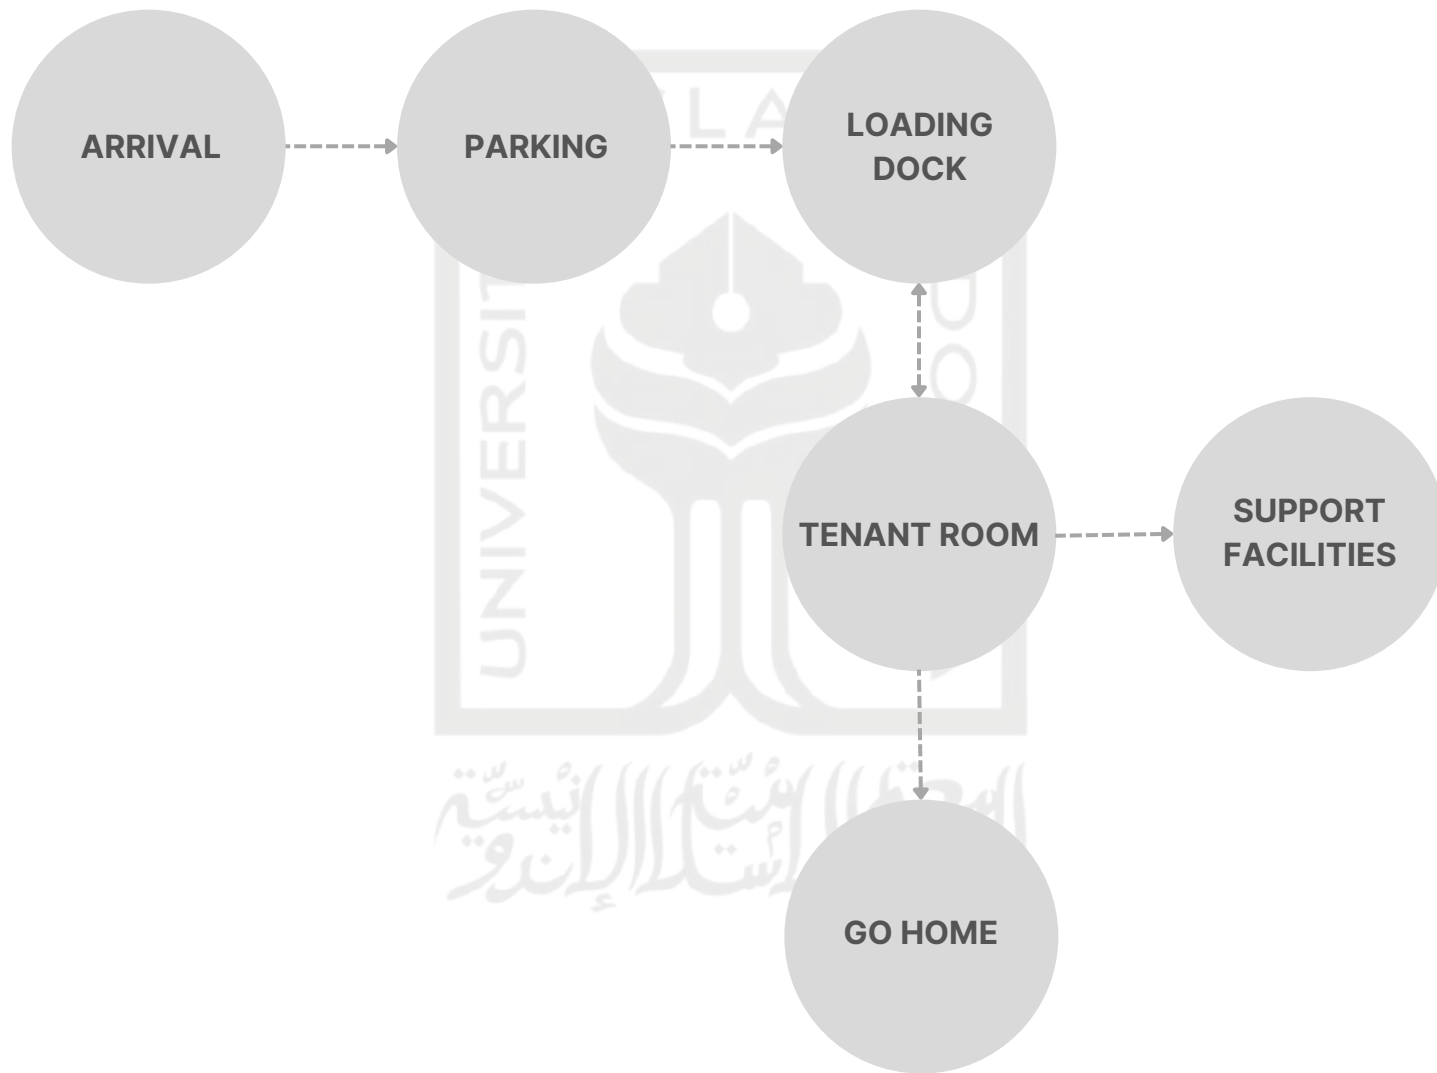 ARRIVAL
PARKING
LOADING
DOCK
TENANT ROOM
SUPPORT
FACILITIES
GO HOME